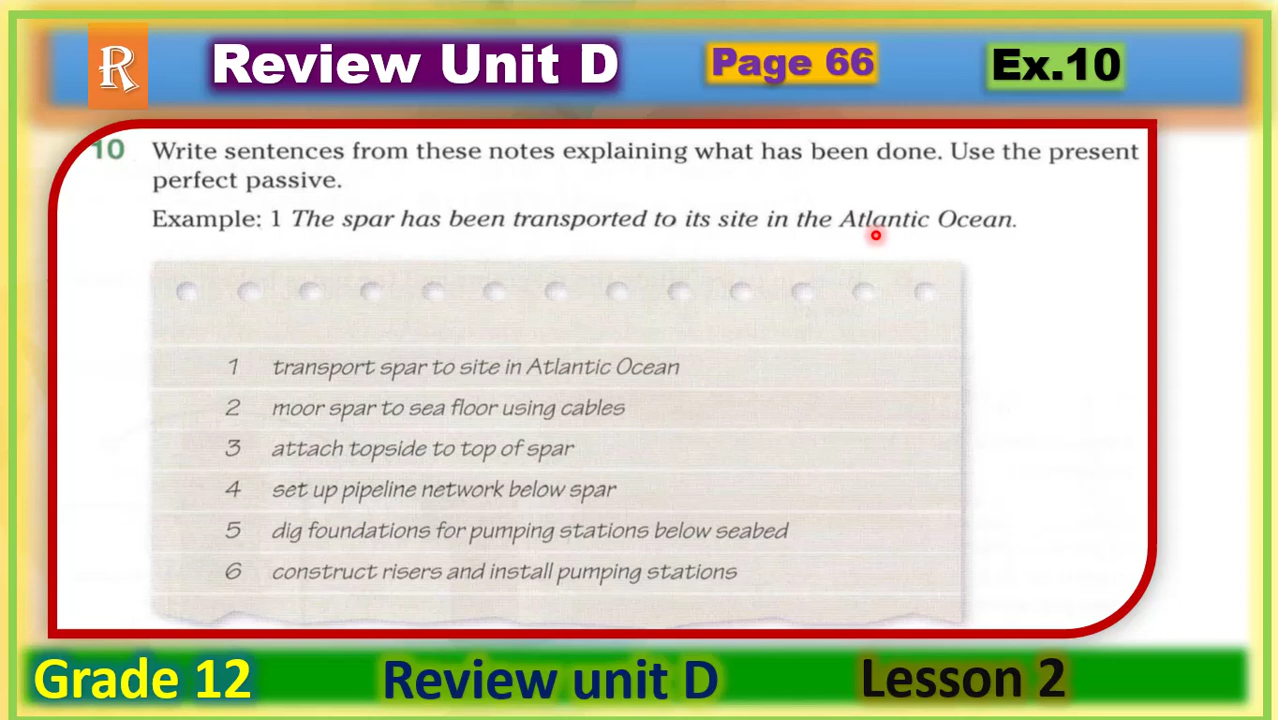 R Review Unit D Page 66 Ex.10
10 Write sentences from these notes explaining what has been done. Use the present
perfect passive.
Example: 1 The spar has been transported to its site in the Atlantic Ocean.
1 transport spar to site in Atlantic Ocean
2 moor spar to sea floor using cables
3 attach topside to top of spar
4 set up pipeline network below spar
5 dig foundations for pumping stations below seabed
6 construct risers and install pumping stations
Grade 12 Review unit D Lesson 2